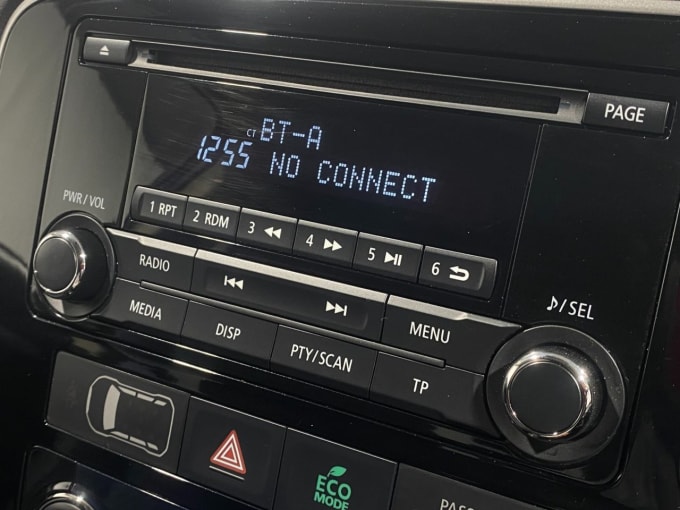 PAGE
CT BT-A
1255 NO CONNECT
PWR/VOL
1 RPT 2 RDM 3 4 5 6
RADIO
MENU
♪/SEL
MEDIA
DISP
PTY/SCAN
TP
ECO
MODE